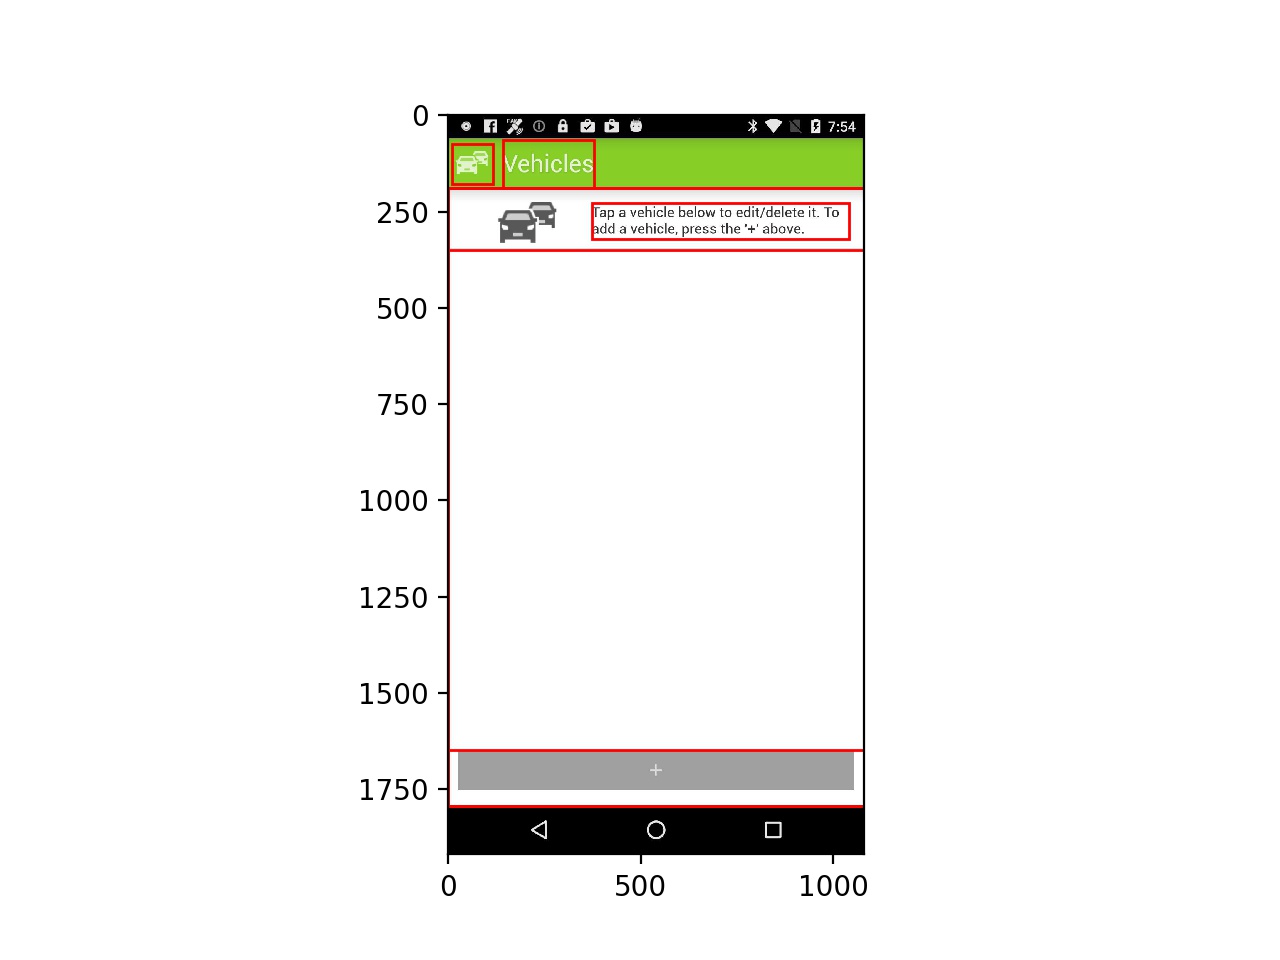 0
7:54
Vehicles
250
Tap a vehicle below to edit/delete it. To
add a vehicle, press the '+' above.
500
750
1000
1250
1500
+
1750
0 500 1000